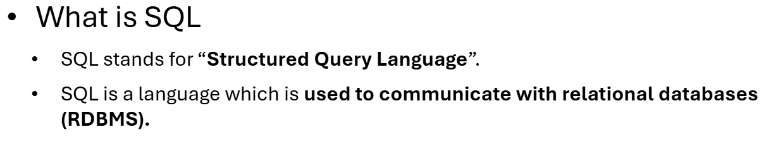 • What is SQL
• SQL stands for “Structured Query Language”.
• SQL is a language which is used to communicate with relational databases
(RDBMS).